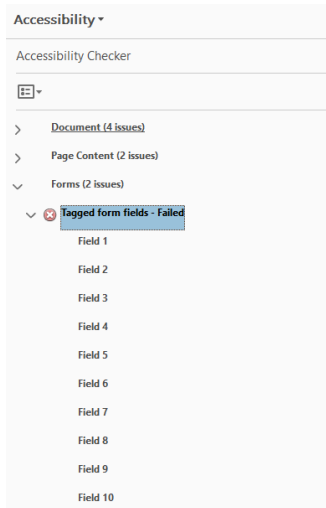 Accessibility
Accessibility Checker
Document (4 issues)
Page Content (2 issues)
Forms (2 issues)
Tagged form fields - Failed
Field 1
Field 2
Field 3
Field 4
Field 5
Field 6
Field 7
Field 8
Field 9
Field 10